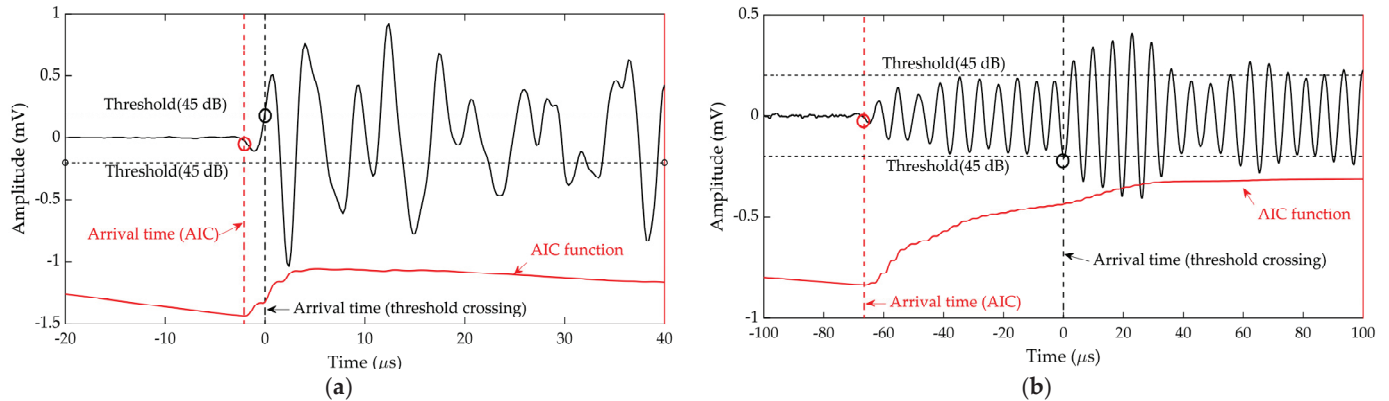 1
0.5
0
-0.5
-1
-1.5
Amplitude (mV)
Threshold(45 dB)
Threshold(45 dB)
Arrival time (AIC)
AIC function
Arrival time (threshold crossing)
-20 -10 0 10 20 30 40
Time (μs)
(a)
0.5
0
-0.5
-1
Amplitude (mV)
Threshold(45 dB)
Threshold(45 dB)
AIC function
Arrival time (threshold crossing)
Arrival time (AIC)
-100 -80 -60 -40 -20 0 20 40 60 80 100
Time (μs)
(b)